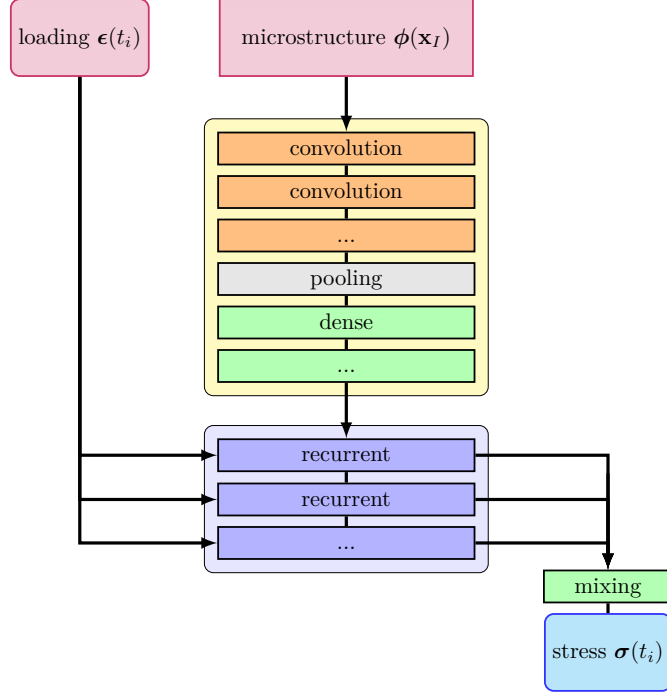 loading ϵ(tᵢ)
microstructure ϕ(x_I)
convolution
convolution
...
pooling
dense
...
recurrent
recurrent
...
mixing
stress σ(tᵢ)